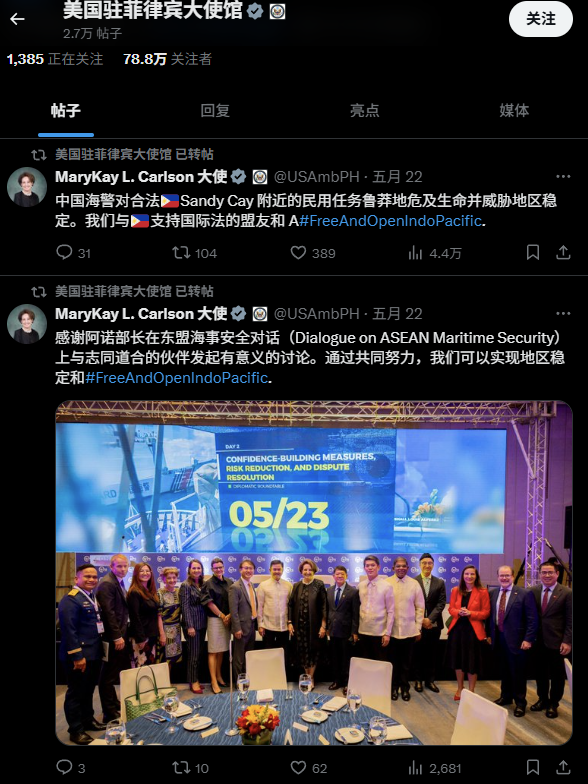 美国驻菲律宾大使馆
2.7万 帖子
关注
1,385 正在关注 78.8万 关注者
帖子 回复 亮点 媒体
美国驻菲律宾大使馆 已转帖
MaryKay L. Carlson 大使 @USAmbPH · 五月 22
中国海警对合法🇵🇭Sandy Cay 附近的民用任务鲁莽地危及生命并威胁地区稳
定。我们与🇵🇭支持国际法的盟友和 A#FreeAndOpenIndoPacific.
31 104 389 4.4万
美国驻菲律宾大使馆 已转帖
MaryKay L. Carlson 大使 @USAmbPH · 五月 22
感谢阿诺部长在东盟海事安全对话（Dialogue on ASEAN Maritime Security）
上与志同道合的伙伴发起有意义的讨论。通过共同努力，我们可以实现地区稳
定和#FreeAndOpenIndoPacific.
DAY 2
CONFIDENCE-BUILDING MEASURES,
RISK REDUCTION, AND DISPUTE
RESOLUTION
DIPLOMATIC ROUNDTABLE
05/23
3 10 62 2,681